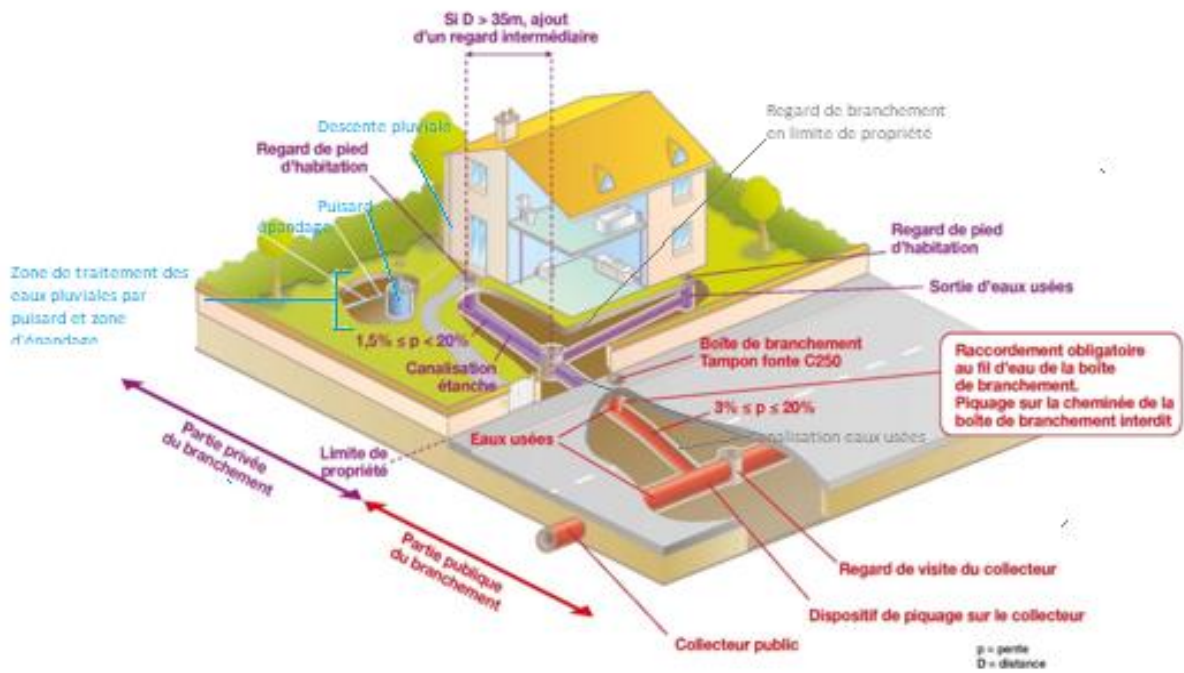 Si D > 35m, ajout
d'un regard intermédiaire
Regard de branchement
en limite de propriété
Descente pluviale
Regard de pied
d'habitation
Puisard
épandage
Regard de pied
d'habitation
Zone de traitement des
eaux pluviales par
puisard et zone
d'épandage
Sortie d'eaux usées
1,5% ≤ p < 20%
Canalisation
étanche
Boîte de branchement
Tampon fonte C250
Raccordement obligatoire
au fil d'eau de la boîte
de branchement.
Piquage sur la cheminée de la
boîte de branchement interdit
3% ≤ p ≤ 20%
Eaux usées
canalisation eaux usées
Limite de
propriété
Partie privée
du branchement
Partie publique
du branchement
Regard de visite du collecteur
Dispositif de piquage sur le collecteur
Collecteur public
p = pente
D = distance